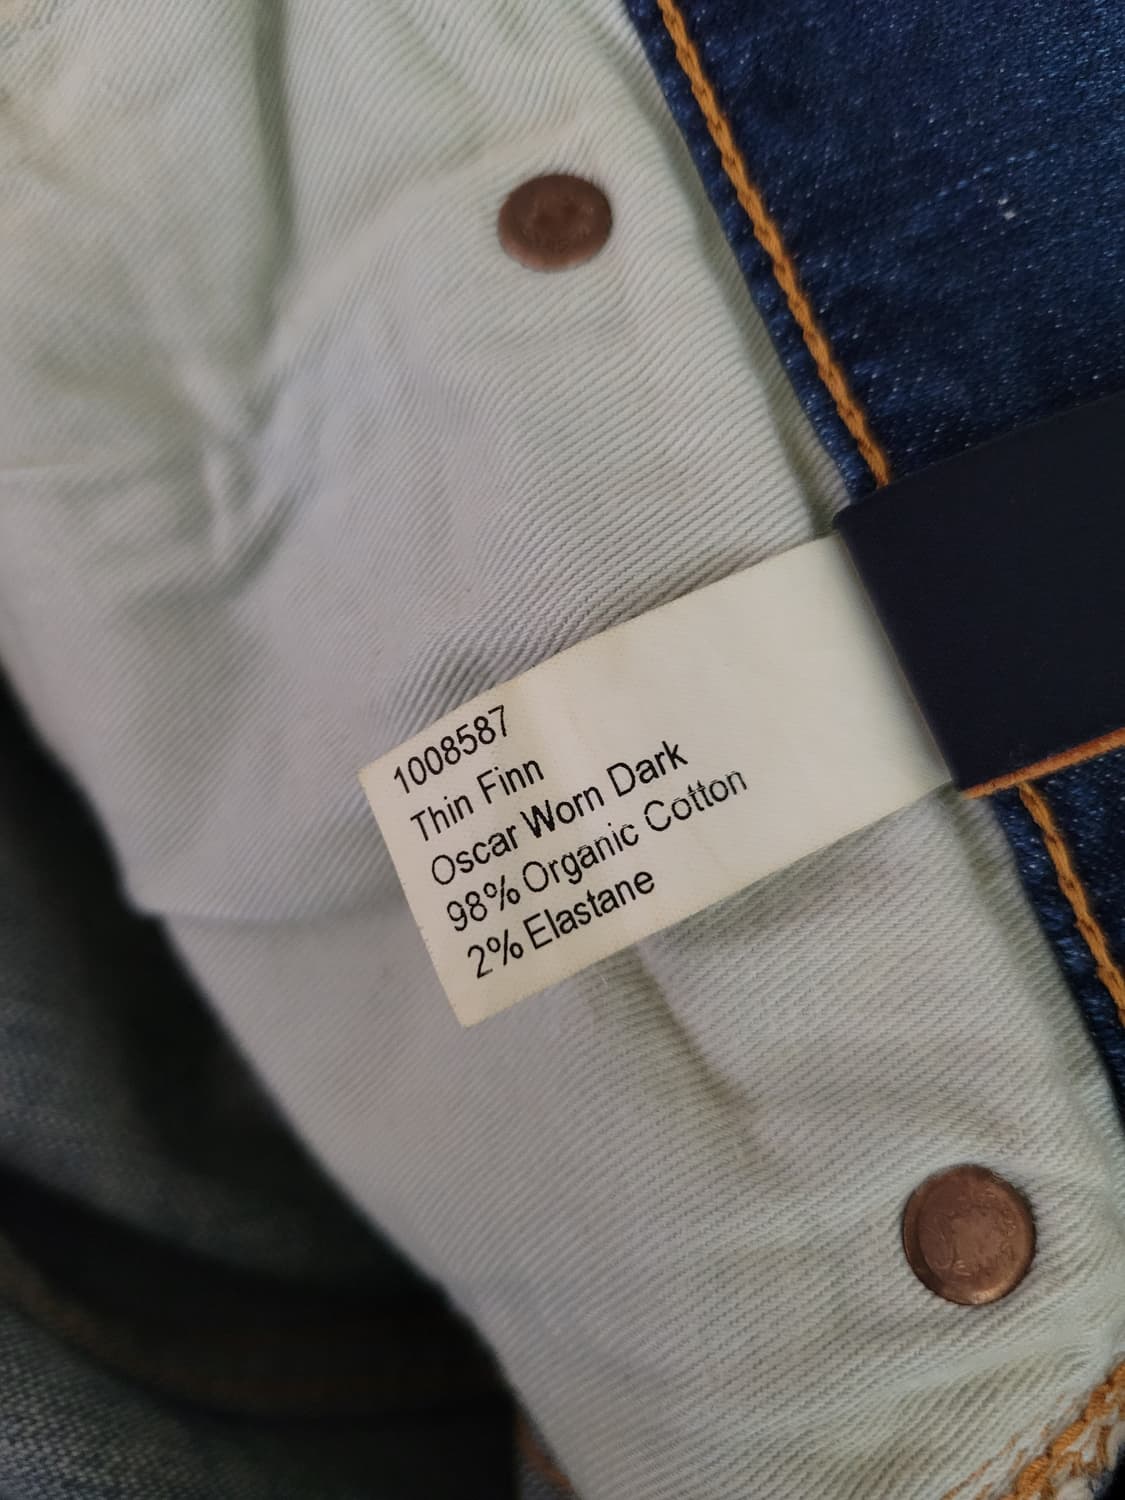 1008587
Thin Finn
Oscar Worn Dark
98% Organic Cotton
2% Elastane